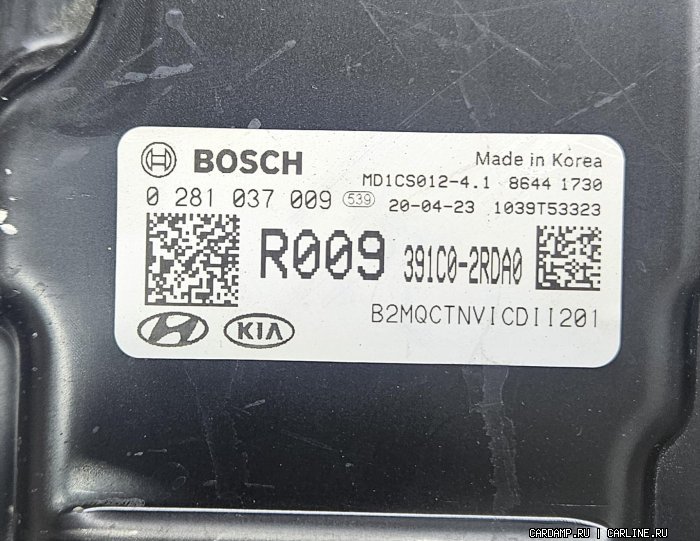 BOSCH Made in Korea
MD1CS012-4.1 8644 1730
0 281 037 009 539 20-04-23 1039T53323
R009 391C0-2RDA0
B2MQCTNVICDII201
KIA
CARDAMP.RU | CARLINE.RU